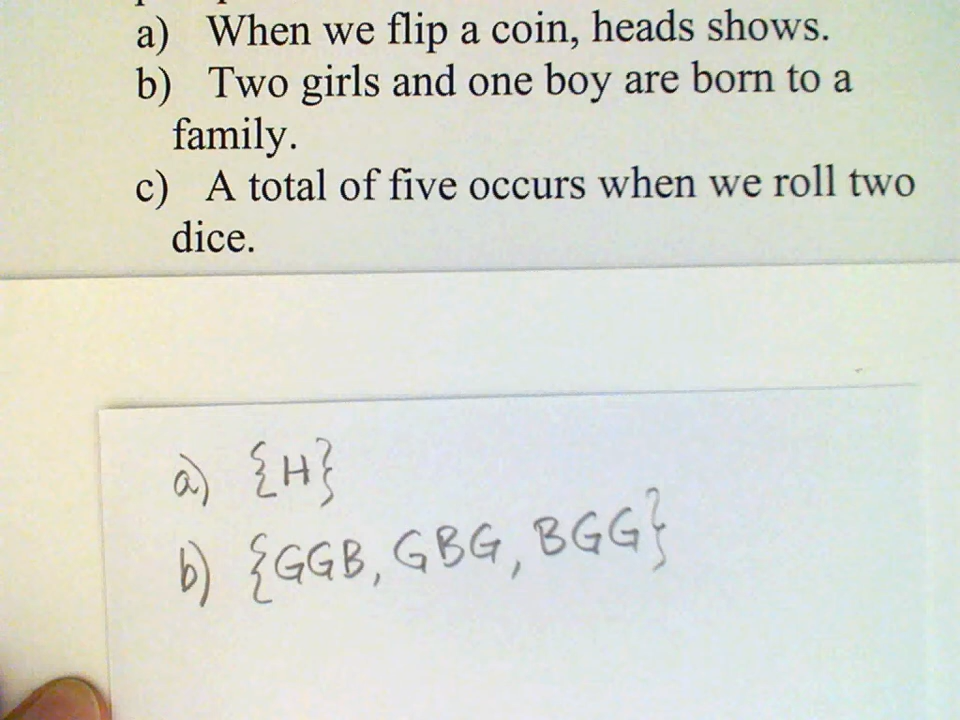 a) When we flip a coin, heads shows.
b) Two girls and one boy are born to a
family.
c) A total of five occurs when we roll two
dice.
a) {H}
b) {GGB, GBG, BGG}